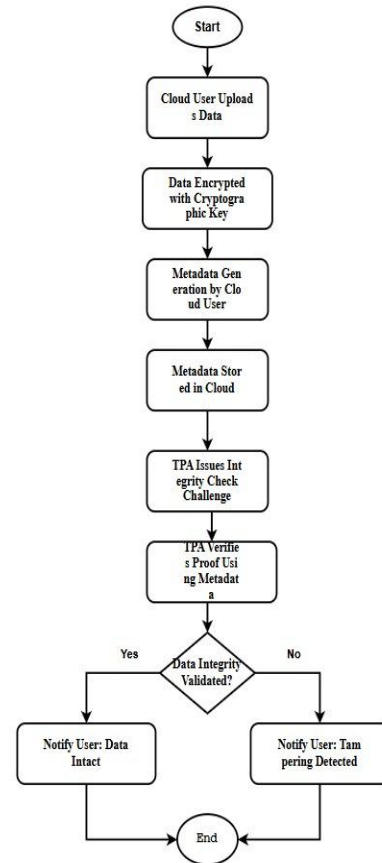 Start
Cloud User Upload
s Data
Data Encrypted
with Cryptogra
phic Key
Metadata Gen
eration by Clo
ud User
Metadata Stor
ed in Cloud
TPA Issues Int
egrity Check
Challenge
TPA Verifie
s Proof Usi
ng Metadat
a
Data Integrity
Validated?
Yes
No
Notify User: Data
Intact
Notify User: Tam
pering Detected
End